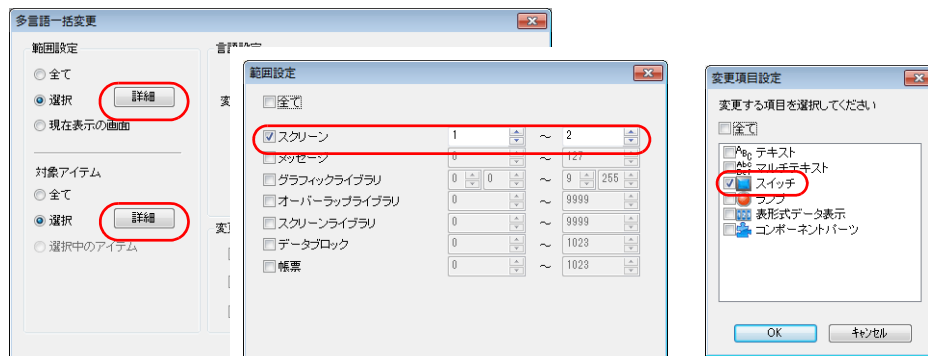 多言語一括変更
範囲設定
全て
選択
詳細
現在表示の画面
対象アイテム
全て
選択
詳細
選択中のアイテム
範囲設定
全て
スクリーン 1 ～ 2
メッセージ 0 ～ 127
グラフィックライブラリ 0 0 ～ 9 255
オーバーラップライブラリ 0 ～ 9999
スクリーンライブラリ 0 ～ 9999
データブロック 0 ～ 1023
帳票 0 ～ 1023
変更項目設定
変更する項目を選択してください
全て
ABC テキスト
マルチテキスト
スイッチ
ランプ
表形式データ表示
コンポーネントパーツ
OK キャンセル